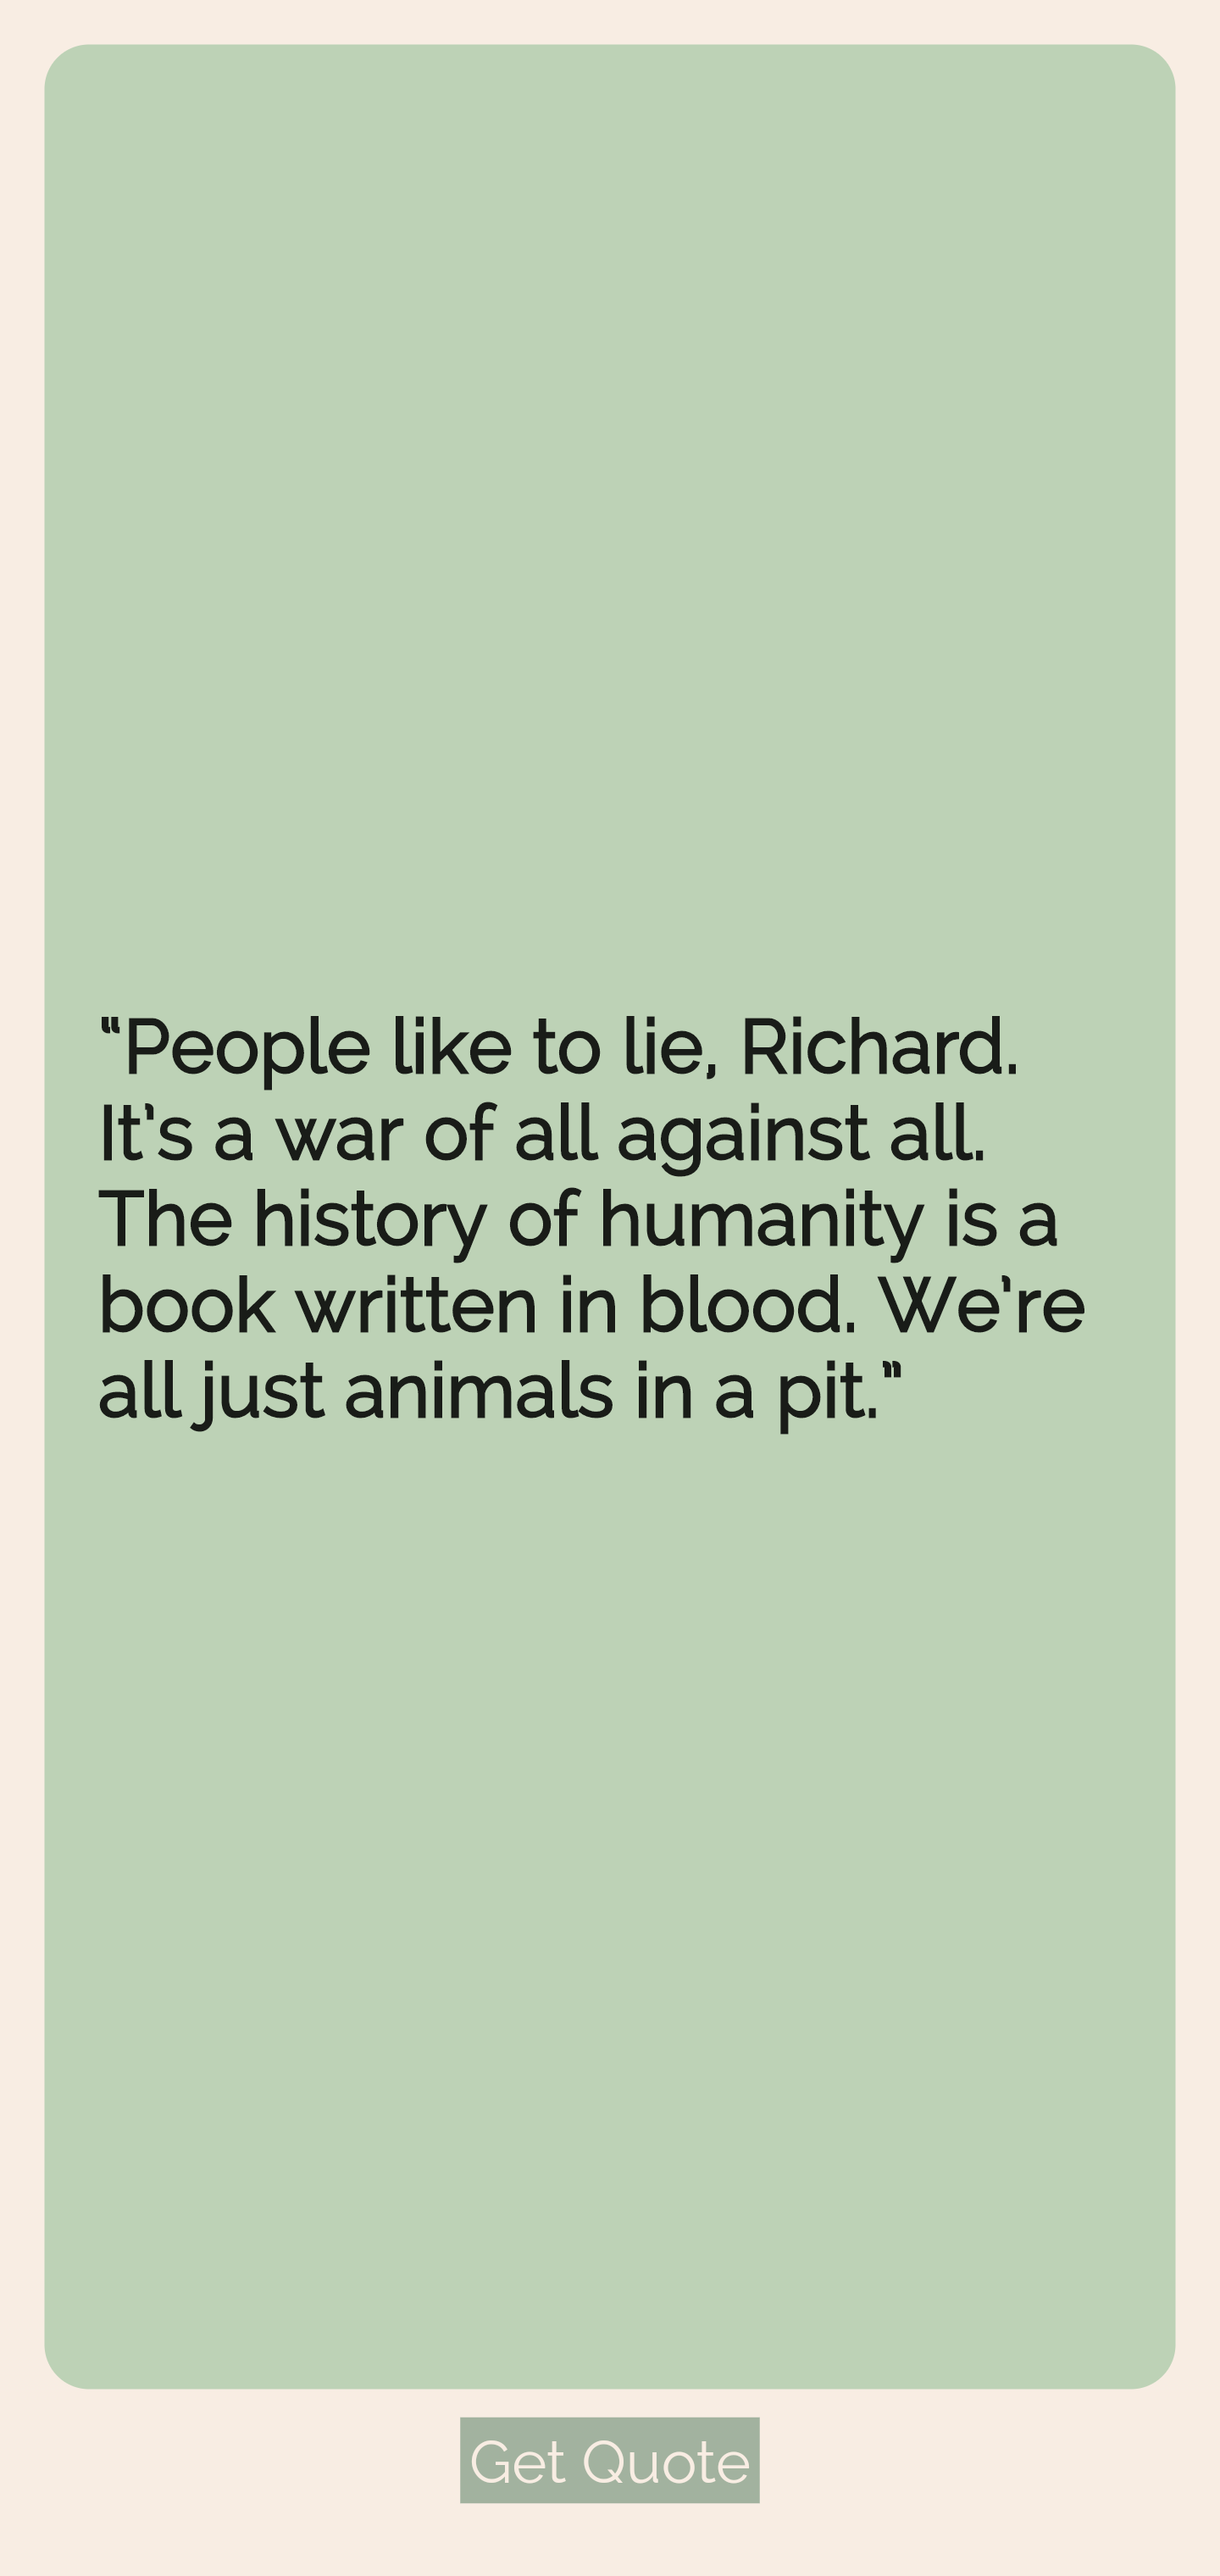 “People like to lie, Richard.
It’s a war of all against all.
The history of humanity is a
book written in blood. We’re
all just animals in a pit.”
Get Quote